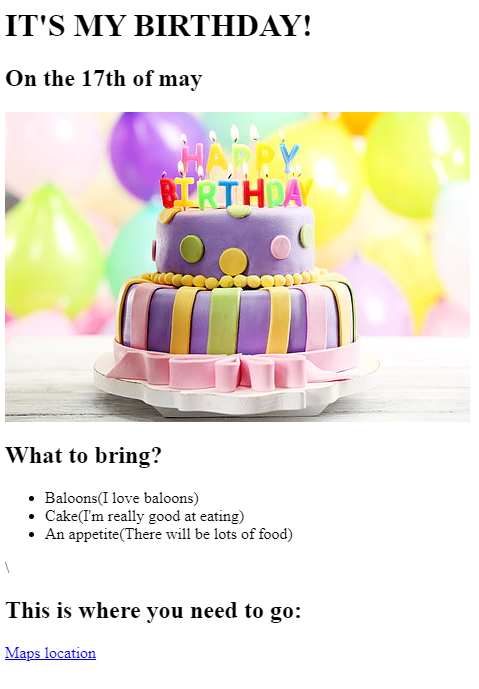 IT'S MY BIRTHDAY!
On the 17th of may
HAPPY
BIRTHDAY
What to bring?
Baloons(I love baloons)
Cake(I'm really good at eating)
An appetite(There will be lots of food)
\
This is where you need to go:
Maps location